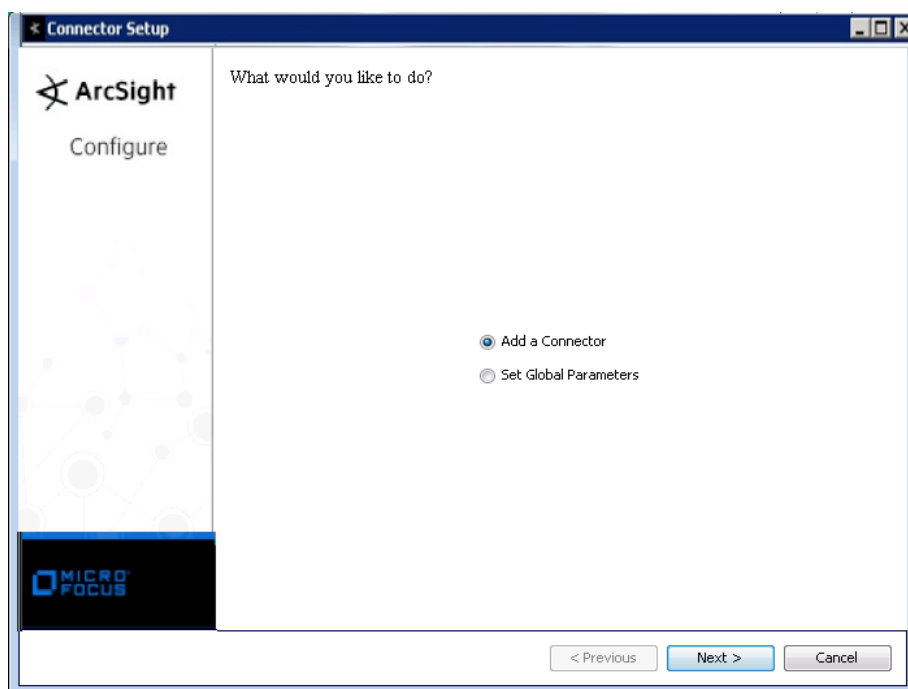 Connector Setup
ArcSight
Configure
What would you like to do?
Add a Connector
Set Global Parameters
MICRO
FOCUS
< Previous
Next >
Cancel